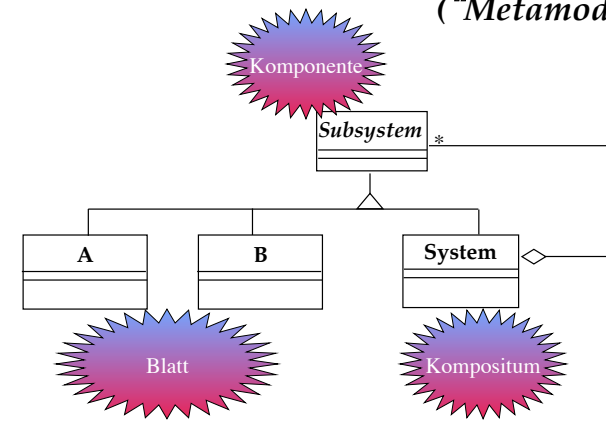 ("Metamod
Komponente
Subsystem
*
A
B
System
Blatt
Kompositum